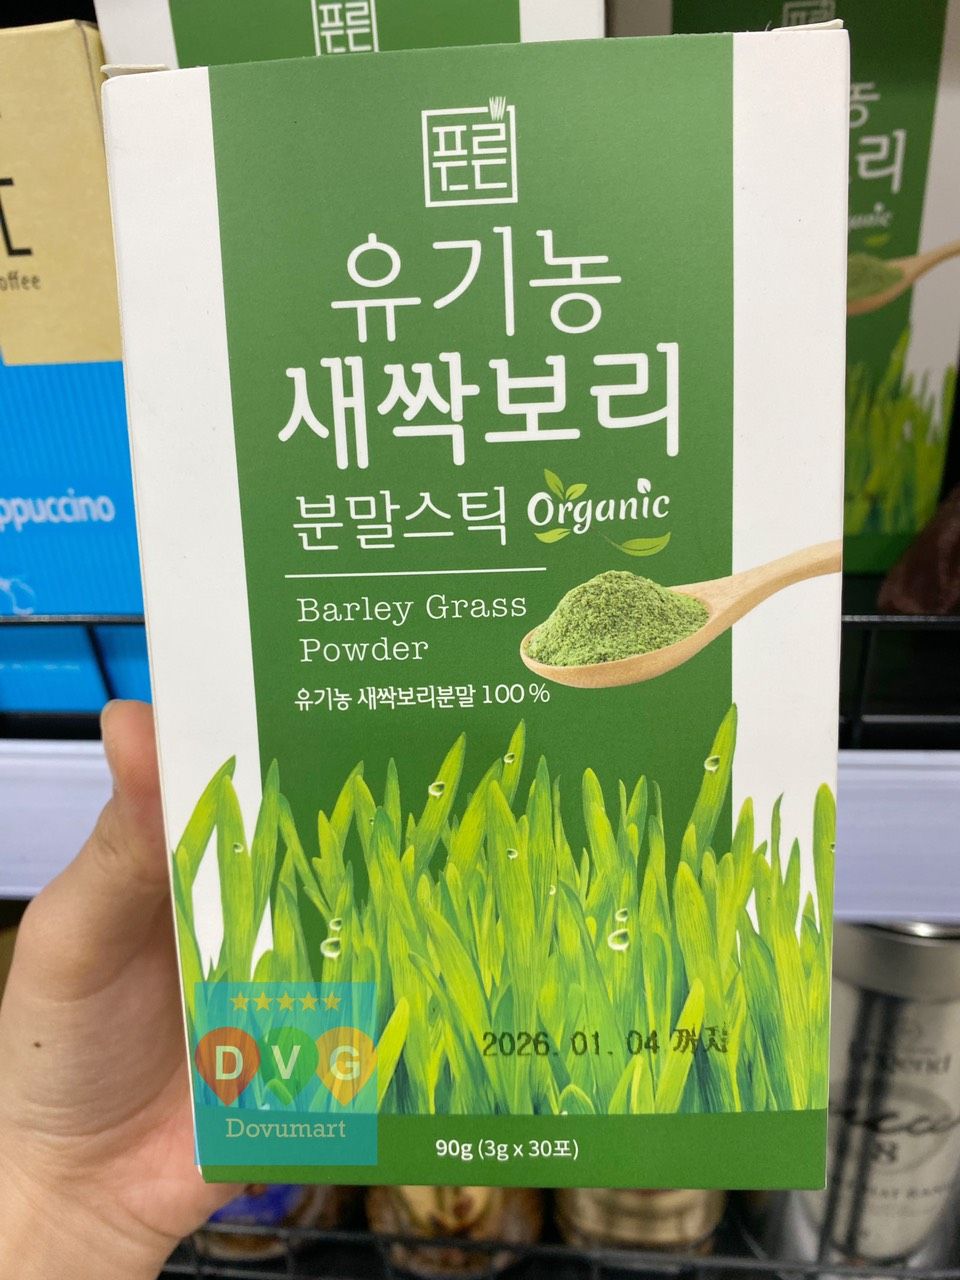 푸른
유기농
새싹보리
분말스틱
Organic
Barley Grass
Powder
유기농 새싹보리분말 100%
2026. 01. 04 까지
D V G
Dovumart
90g (3g x 30포)
ppuccino
offee
리